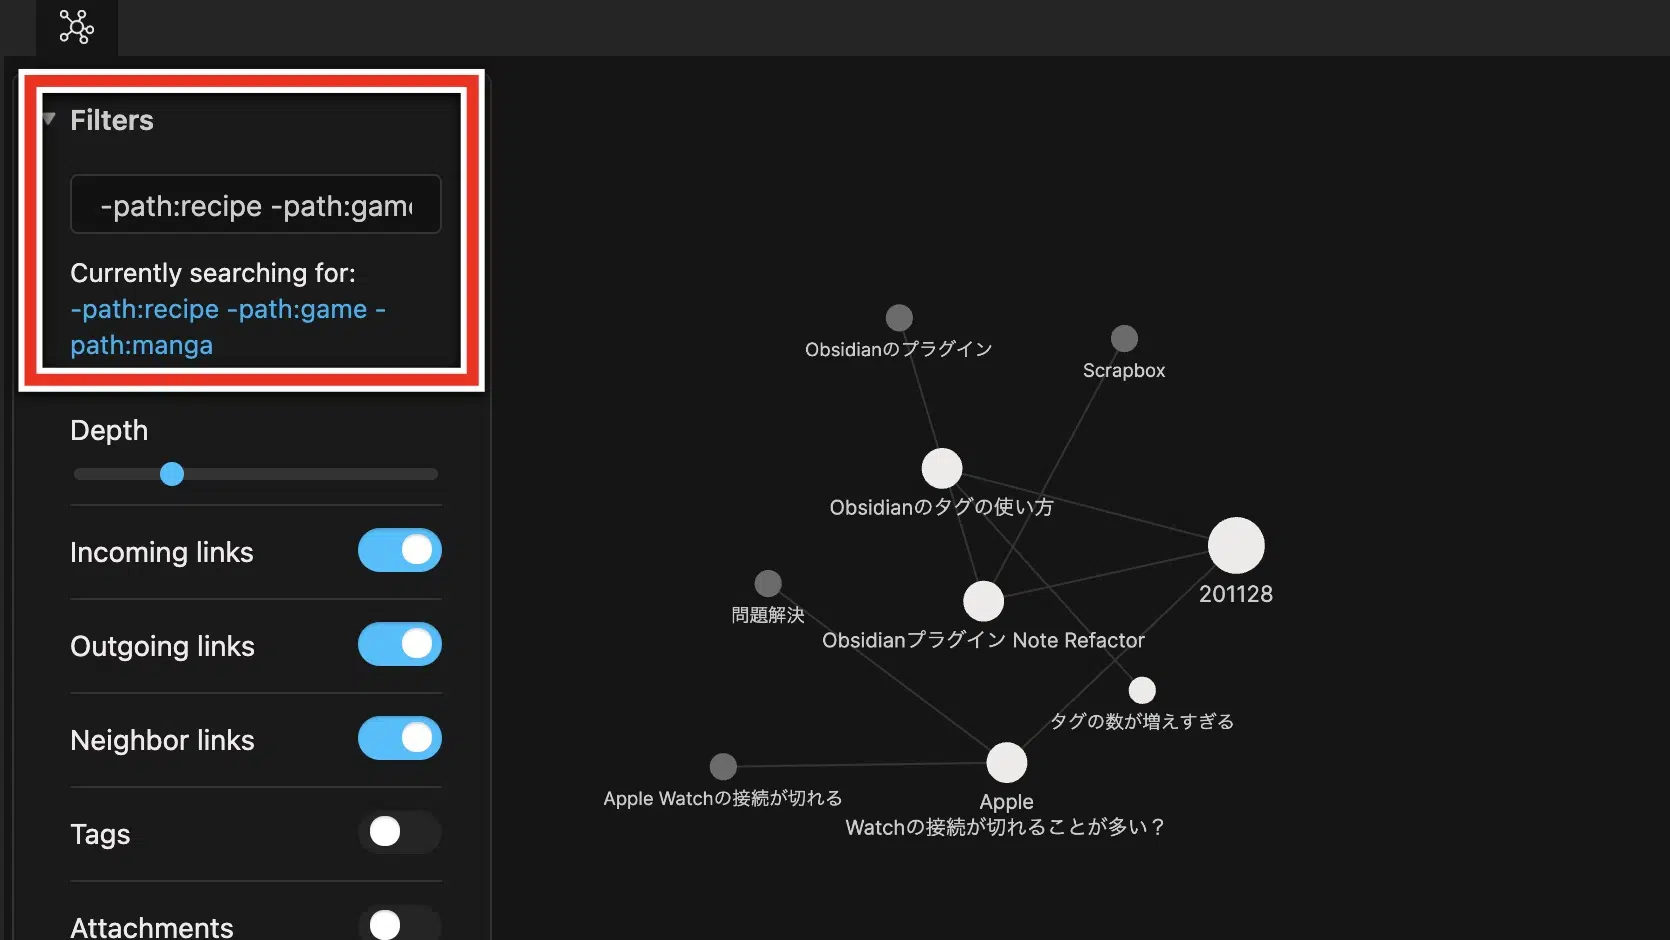 Filters
-path:recipe -path:game
Currently searching for:
-path:recipe -path:game -
path:manga
Depth
Incoming links
Outgoing links
Neighbor links
Tags
Attachments
Obsidianのプラグイン
Scrapbox
Obsidianのタグの使い方
201128
問題解決
Obsidianプラグイン Note Refactor
タグの数が増えすぎる
Apple Watchの接続が切れる
Apple
Watchの接続が切れることが多い？